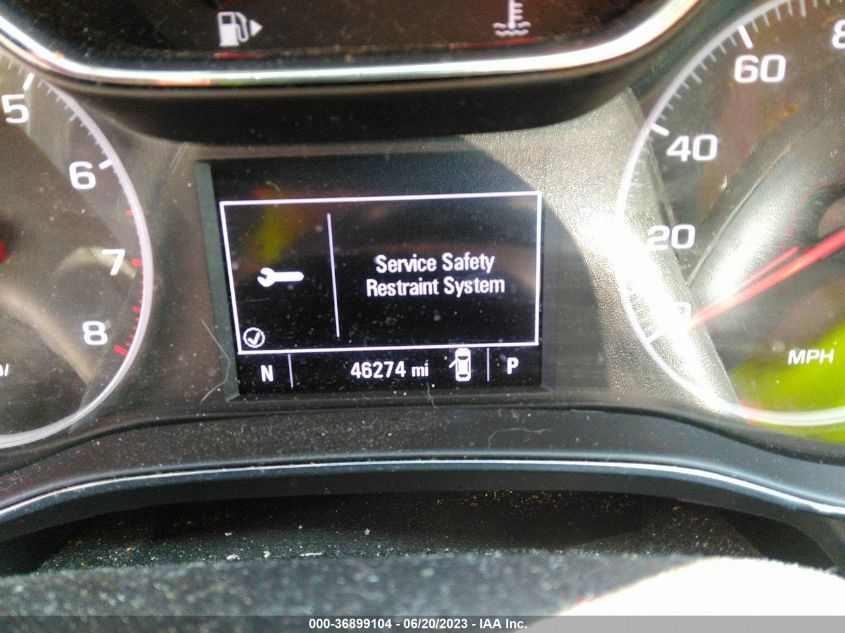 5
6
7
8
60
8
40
20
MPH
Service Safety
Restraint System
N
46274 mi
P
000-36899104 - 06/20/2023 - IAA Inc.